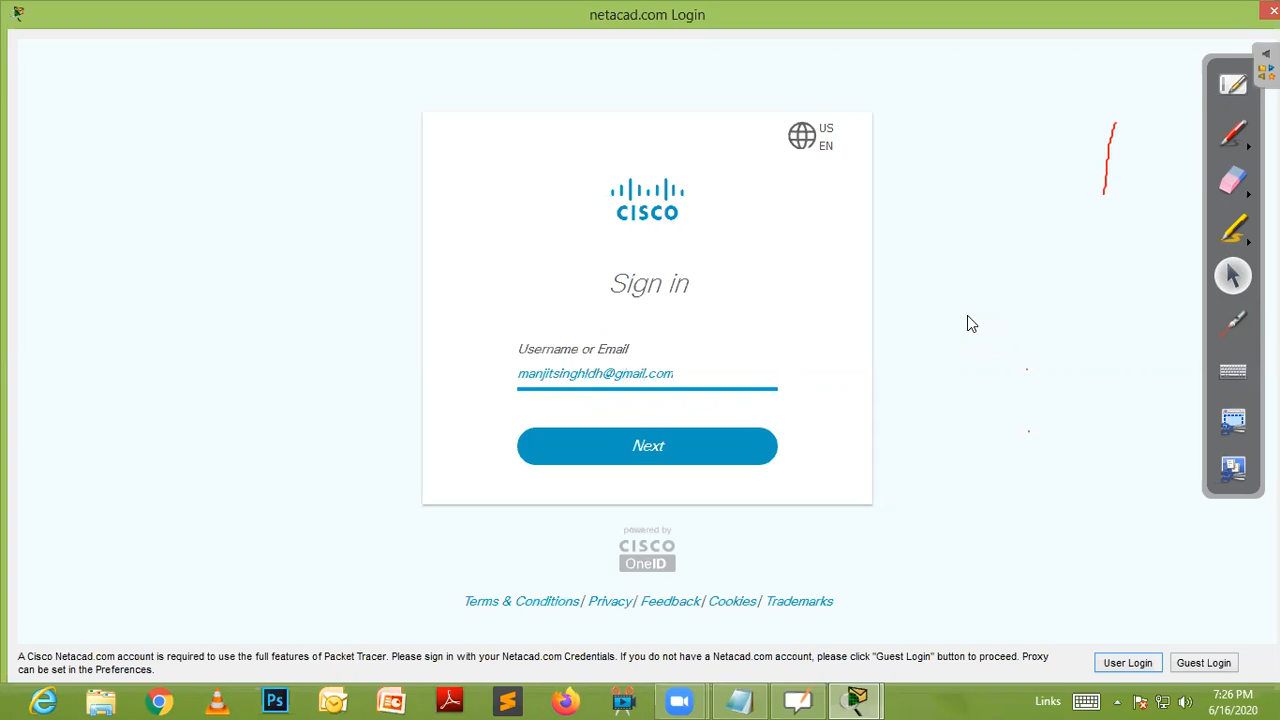 netacad.com Login
US
EN
CISCO
Sign in
Username or Email
manjitsinghldh@gmail.com
Next
powered by
CISCO
OneID
Terms & Conditions/ Privacy/ Feedback/ Cookies/ Trademarks
A Cisco Netacad.com account is required to use the full features of Packet Tracer. Please sign in with your Netacad.com Credentials. If you do not have a Netacad.com account, please click "Guest Login" button to proceed. Proxy
can be set in the Preferences.
User Login
Guest Login
Ps
Links
7:26 PM
6/16/2020